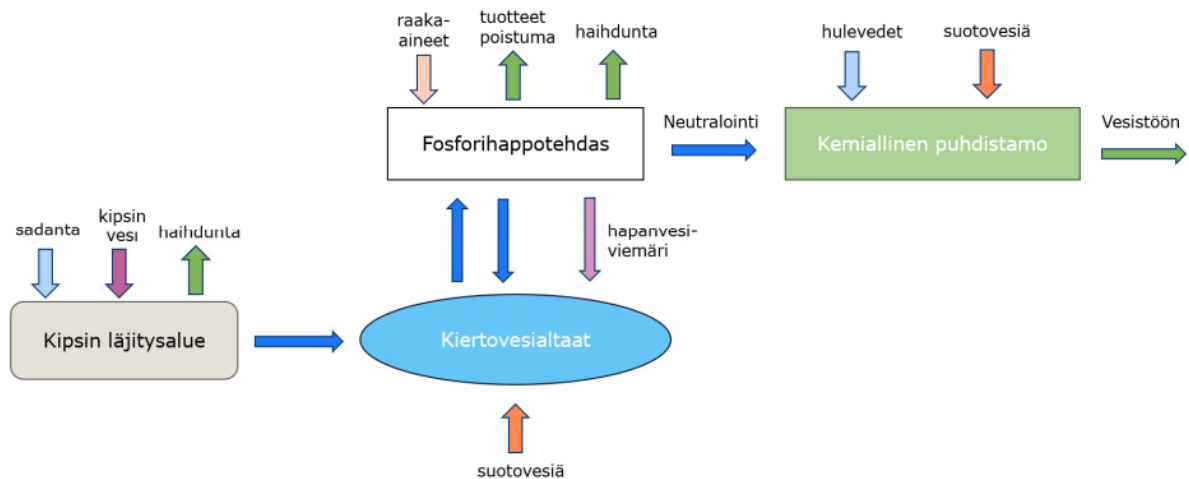 raaka-
aineet
tuotteet
poistuma
haihdunta
hulevedet
suotovesiä
Fosforihappotehdas
Neutralointi
Kemiallinen puhdistamo
Vesistöön
sadanta
kipsin
vesi
haihdunta
hapanvesi-
viemäri
Kipsin läjitysalue
Kiertovesialtaat
suotovesiä